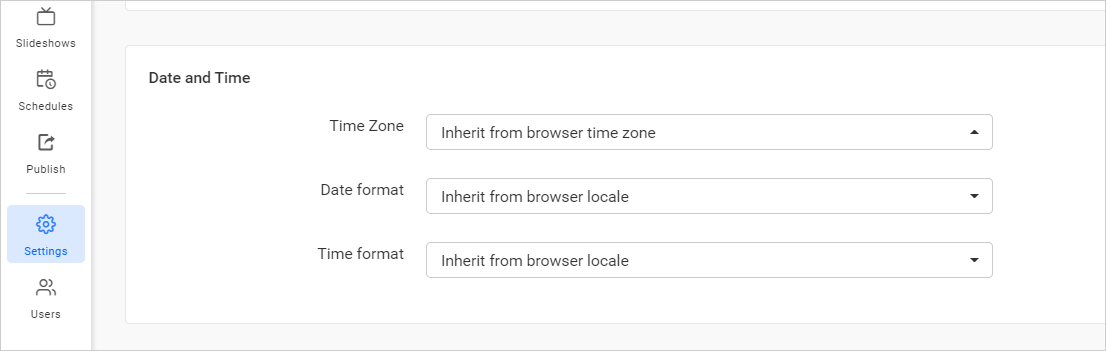 Slideshows
Schedules
Publish
Settings
Users
Date and Time
Time Zone
Inherit from browser time zone
Date format
Inherit from browser locale
Time format
Inherit from browser locale